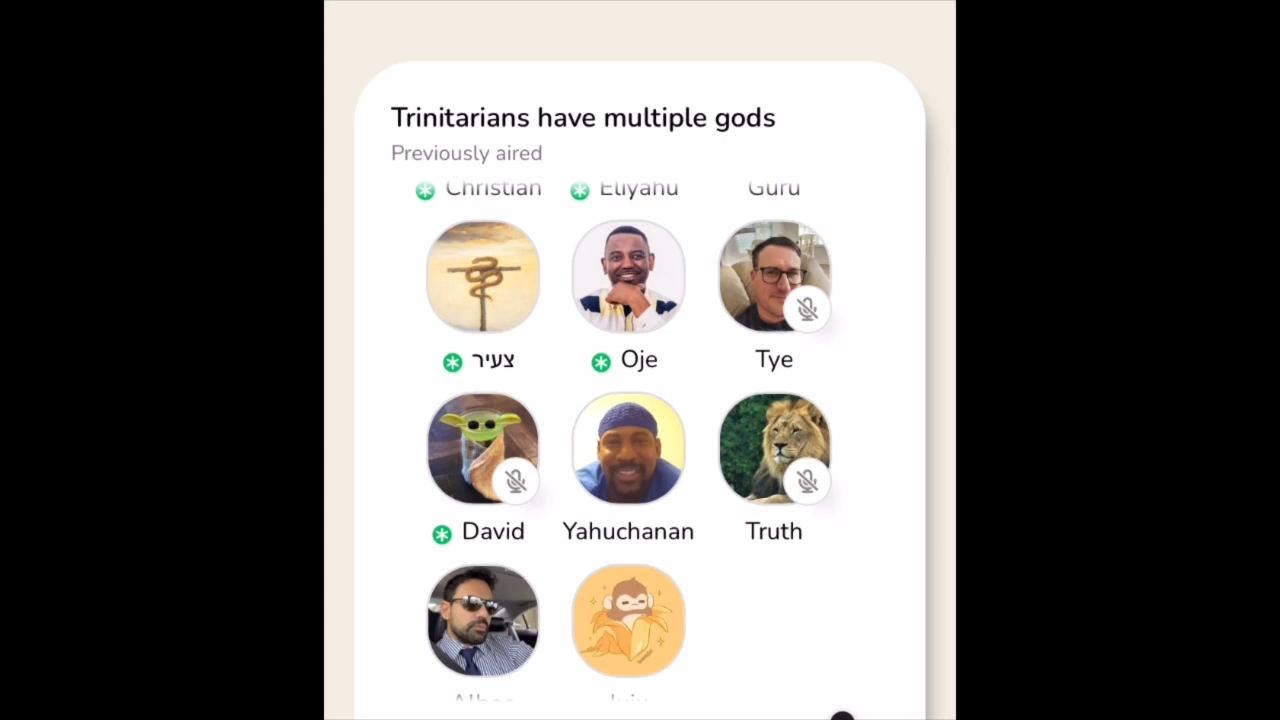 Trinitarians have multiple gods
Previously aired
Christian Eliyahu Guru
צעיר Oje Tye
David Yahuchanan Truth